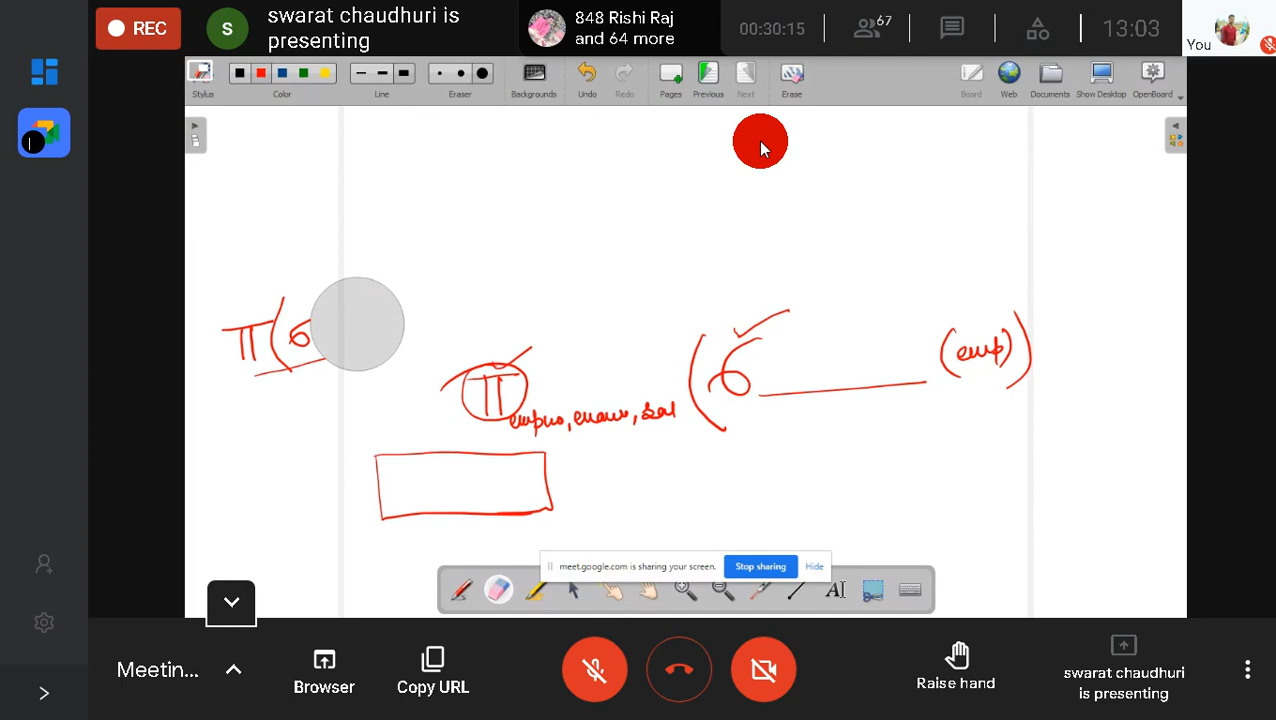 REC
S
swarat chaudhuri is
presenting
848 Rishi Raj
and 64 more
00:30:15
67
13:03
You
Stylus
Color
Line
Eraser
Backgrounds
Undo
Redo
Pages
Previous
Next
Erase
Board
Web
Documents
Show Desktop
OpenBoard
π(σ
π empno, ename, sal (σ ______ (emp))
meet.google.com is sharing your screen.
Stop sharing
Hide
AI
Meetin...
Browser
Copy URL
Raise hand
swarat chaudhuri
is presenting